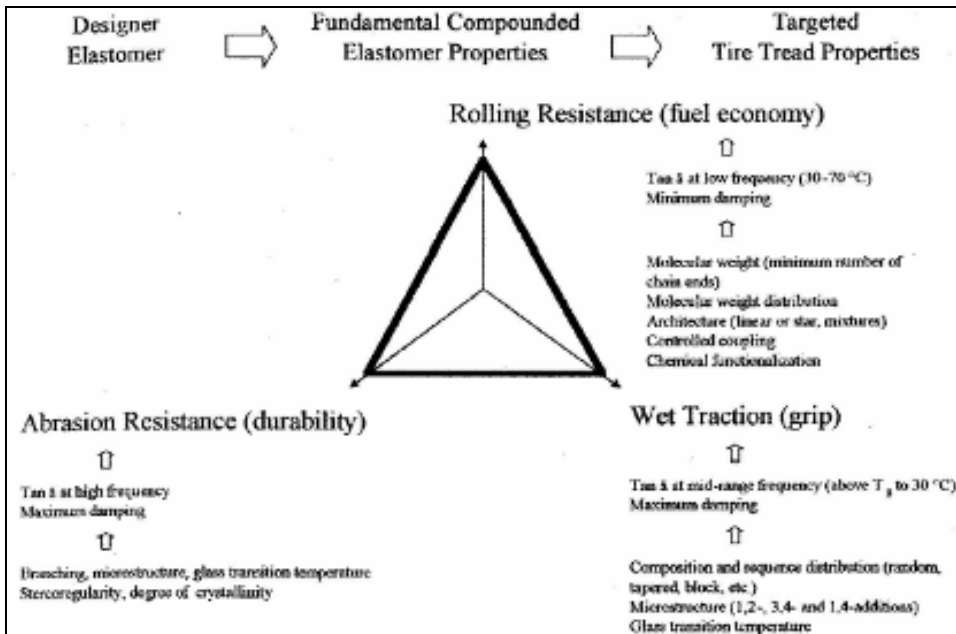 Designer
Elastomer
Fundamental Compounded
Elastomer Properties
Targeted
Tire Tread Properties
Rolling Resistance (fuel economy)
Tan δ at low frequency (30-70 °C)
Minimum damping
Molecular weight (minimum number of
chain ends)
Molecular weight distribution
Architecture (linear or star, mixtures)
Controlled coupling
Chemical functionalization
Abrasion Resistance (durability)
Tan δ at high frequency
Maximum damping
Branching, microstructure, glass transition temperature
Stereoregularity, degree of crystallinity
Wet Traction (grip)
Tan δ at mid-range frequency (above T g to 30 °C)
Maximum damping
Composition and sequence distribution (random,
tapered, block, etc.)
Microstructure (1,2-, 3,4- and 1,4-additions)
Glass transition temperature